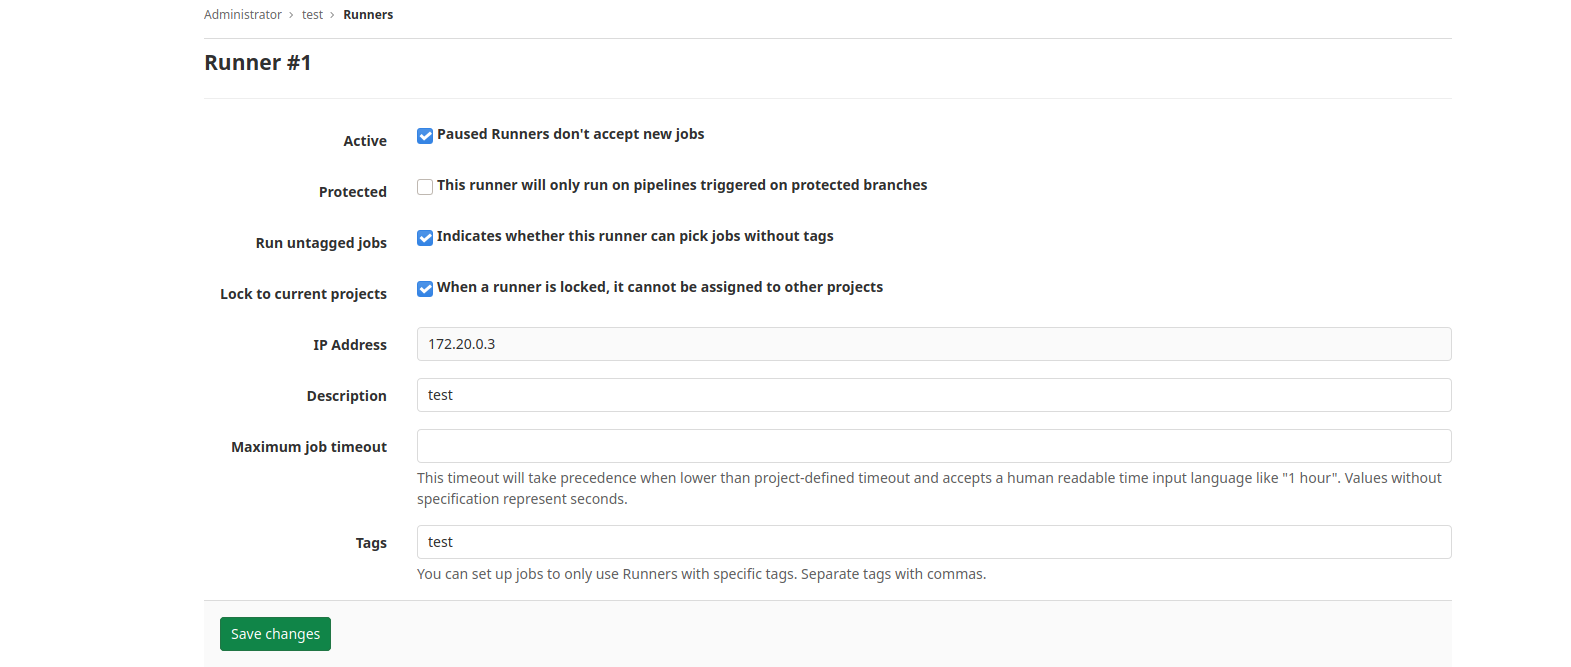 Administrator > test > Runners
Runner #1
Active Paused Runners don't accept new jobs
Protected This runner will only run on pipelines triggered on protected branches
Run untagged jobs Indicates whether this runner can pick jobs without tags
Lock to current projects When a runner is locked, it cannot be assigned to other projects
IP Address 172.20.0.3
Description test
Maximum job timeout
This timeout will take precedence when lower than project-defined timeout and accepts a human readable time input language like "1 hour". Values without
specification represent seconds.
Tags test
You can set up jobs to only use Runners with specific tags. Separate tags with commas.
Save changes